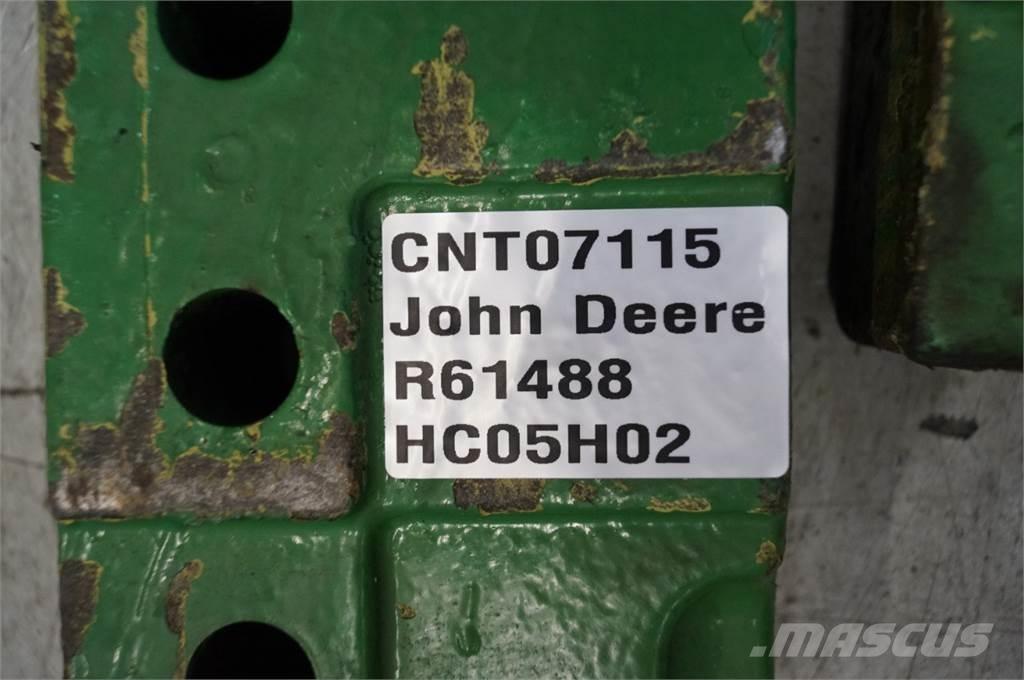 CNT07115
John Deere
R61488
HC05H02
MASCUS